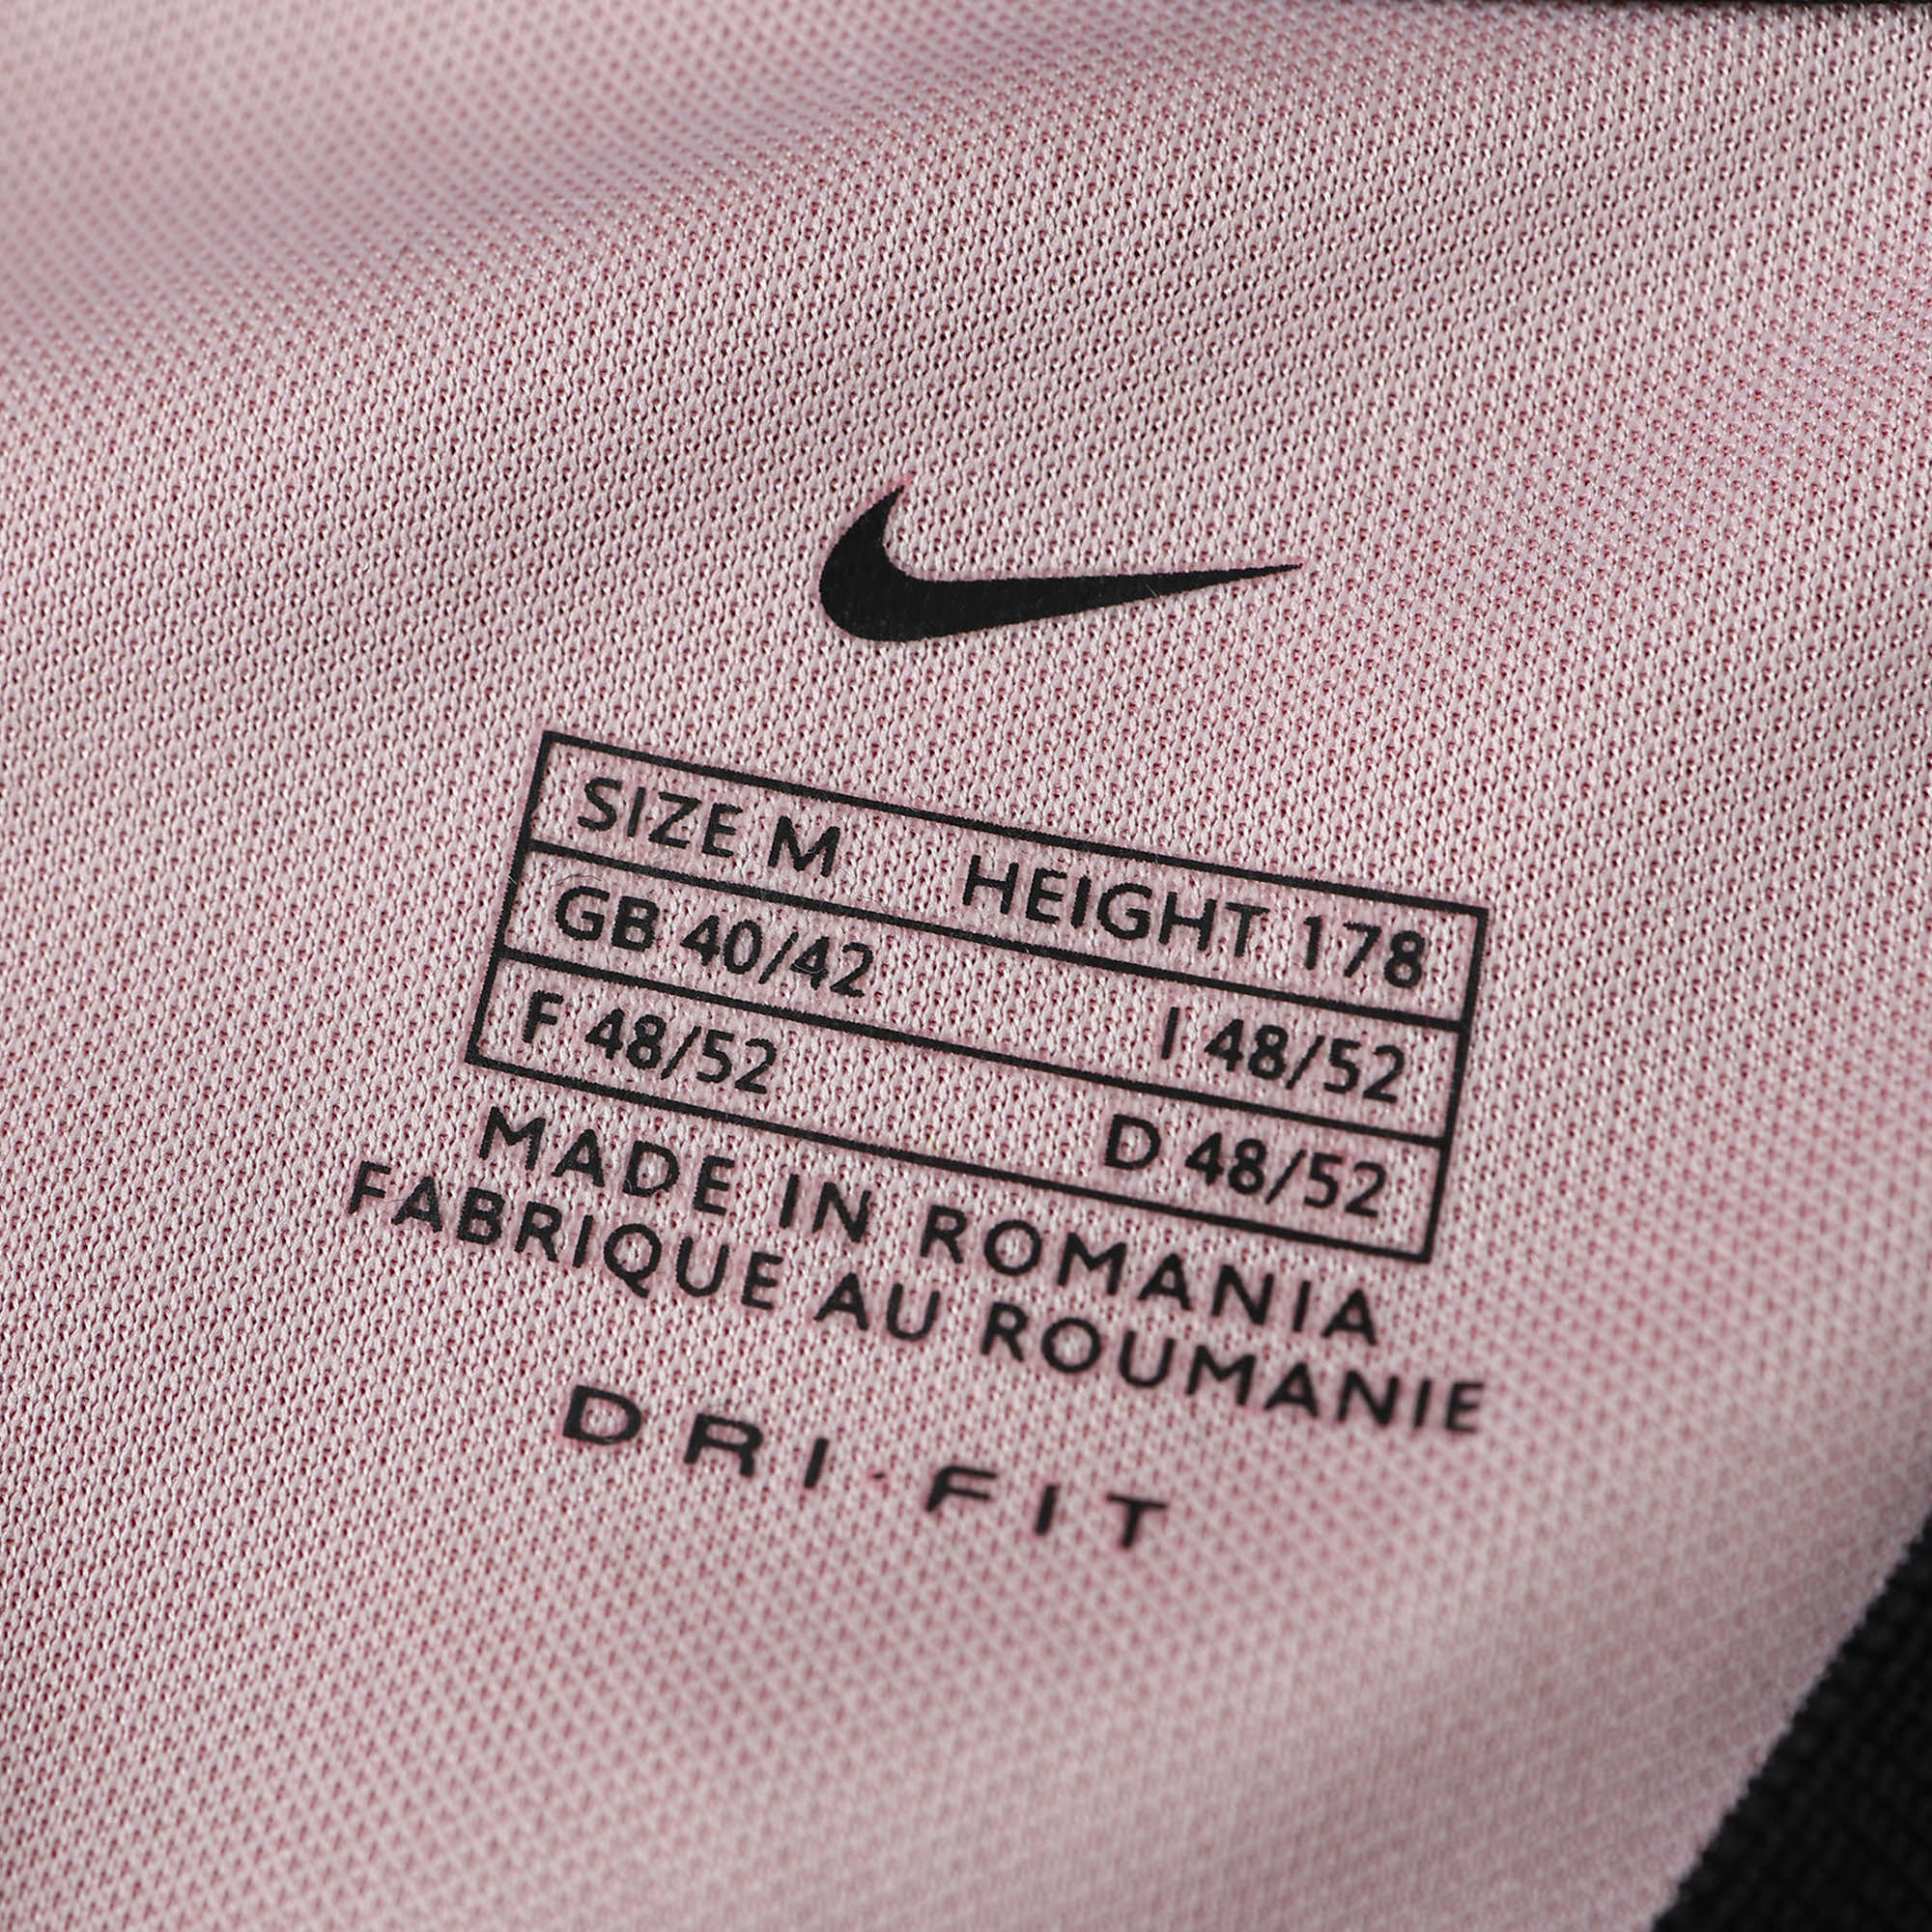 SIZE M HEIGHT 178
GB 40/42 I 48/52
F 48/52 D 48/52
MADE IN ROMANIA
FABRIQUE AU ROUMANIE
DRI·FIT